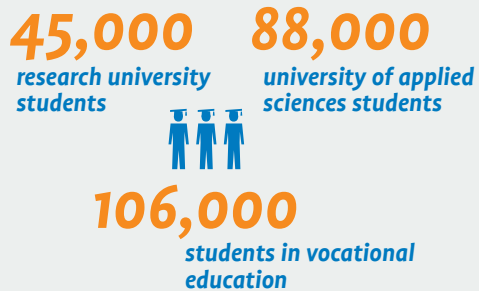 45,000
research university
students
88,000
university of applied
sciences students
106,000
students in vocational
education